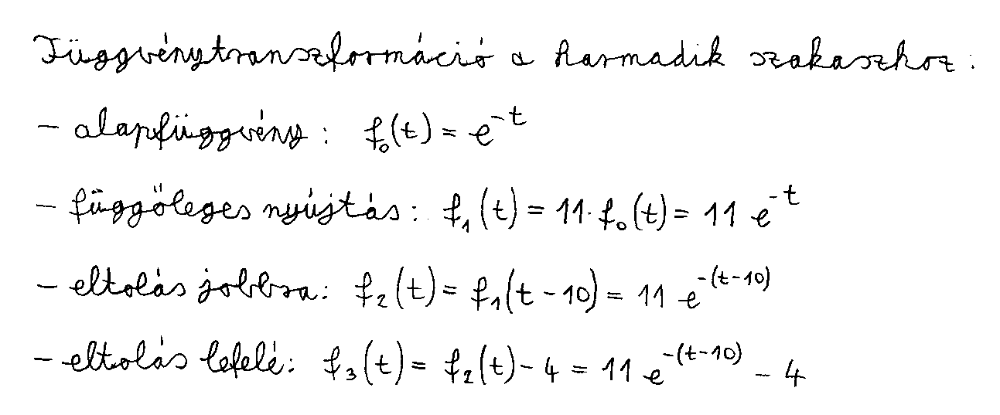 Függvénytranszformáció a harmadik szakaszhoz:
- alapfüggvény: f₀(t) = e^{-t}
- függőleges nyújtás: f₁(t) = 11·f₀(t) = 11 e^{-t}
- eltolás jobbra: f₂(t) = f₁(t-10) = 11 e^{-(t-10)}
- eltolás lefelé: f₃(t) = f₂(t) - 4 = 11 e^{-(t-10)} - 4